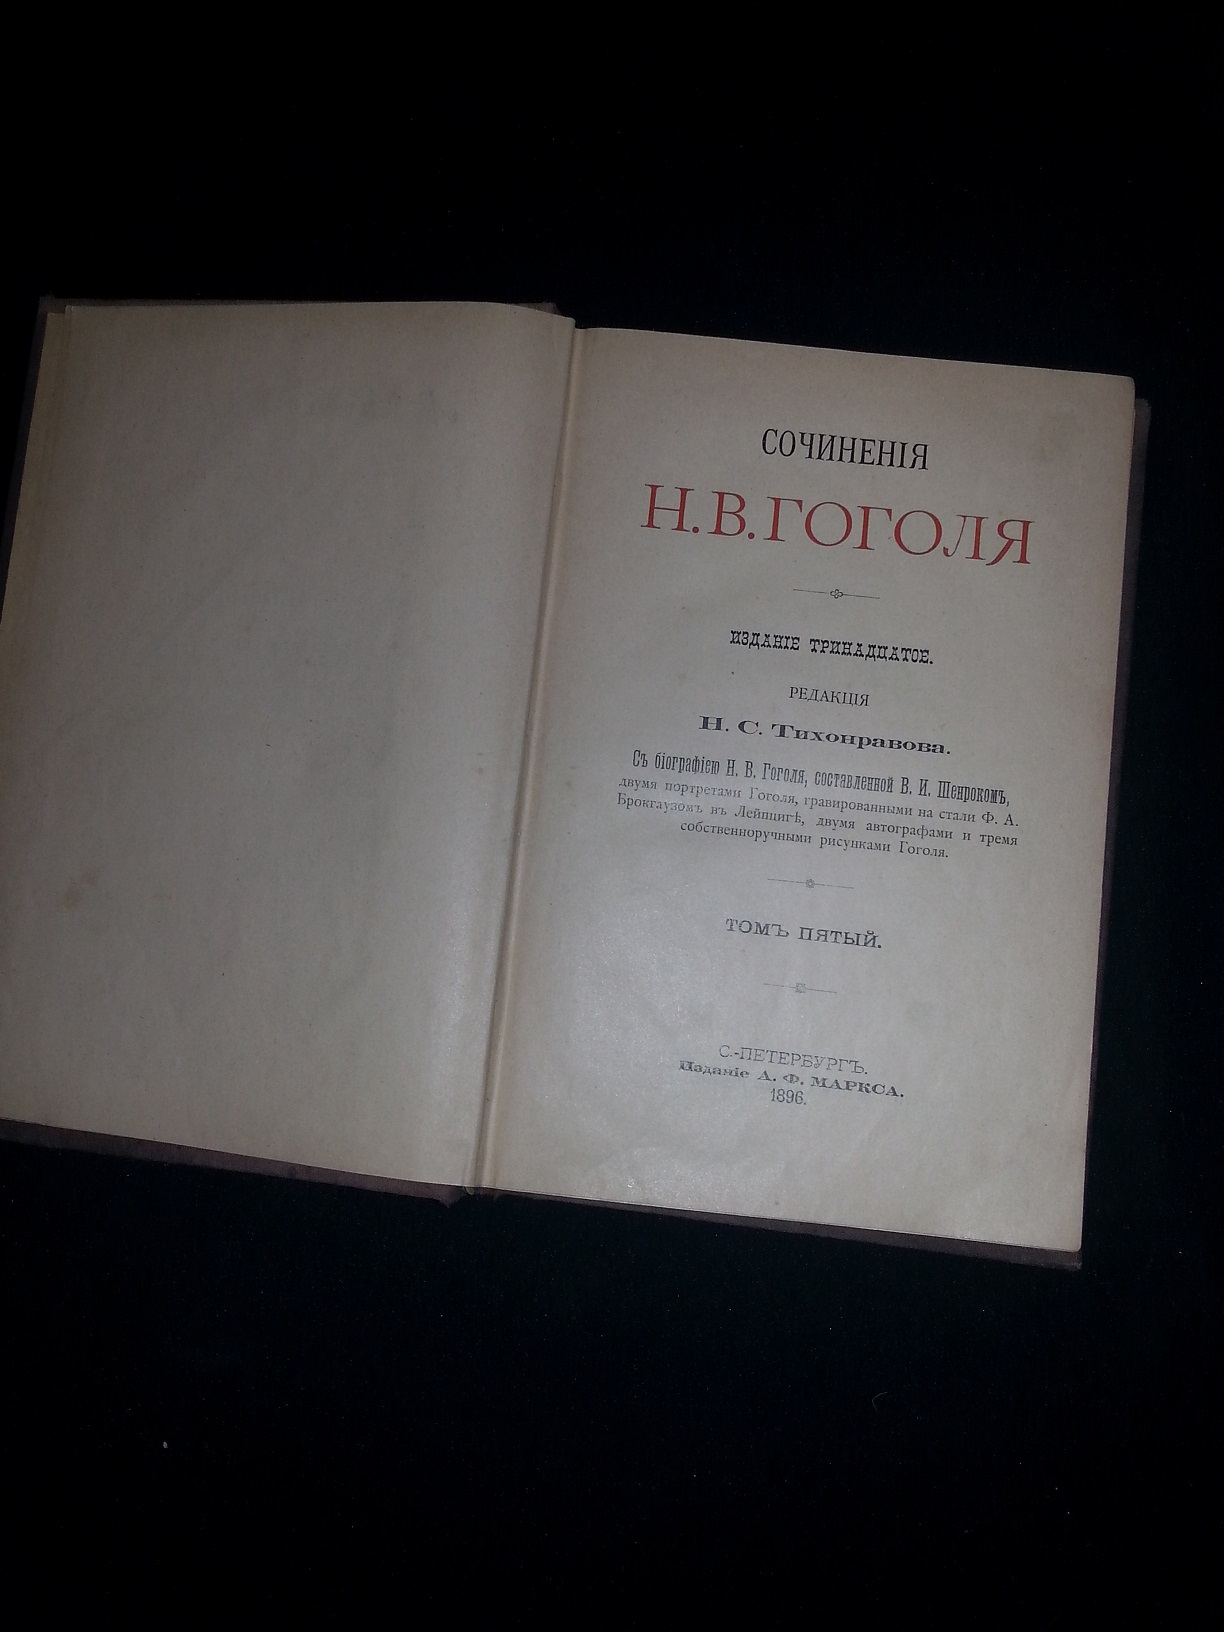 СОЧИНЕНІЯ
Н. В. ГОГОЛЯ
ИЗДАНІЕ ТРИНАДЦАТОЕ.
РЕДАКЦІЯ
Н. С. Тихонравова.
Съ біографіею Н. В. Гоголя, составленной В. И. Шенрокомъ,
двумя портретами Гоголя, гравированными на стали Ф. А.
Брокгаузомъ въ Лейпцигѣ, двумя автографами и тремя
собственноручными рисунками Гоголя.
ТОМЪ ПЯТЫЙ.
С.-ПЕТЕРБУРГЪ.
Изданіе А. Ф. МАРКСА.
1896.